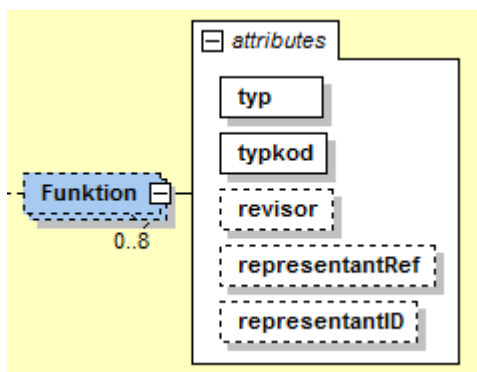 attributes
typ
typkod
Funktion
revisor
0..8
representantRef
representantID